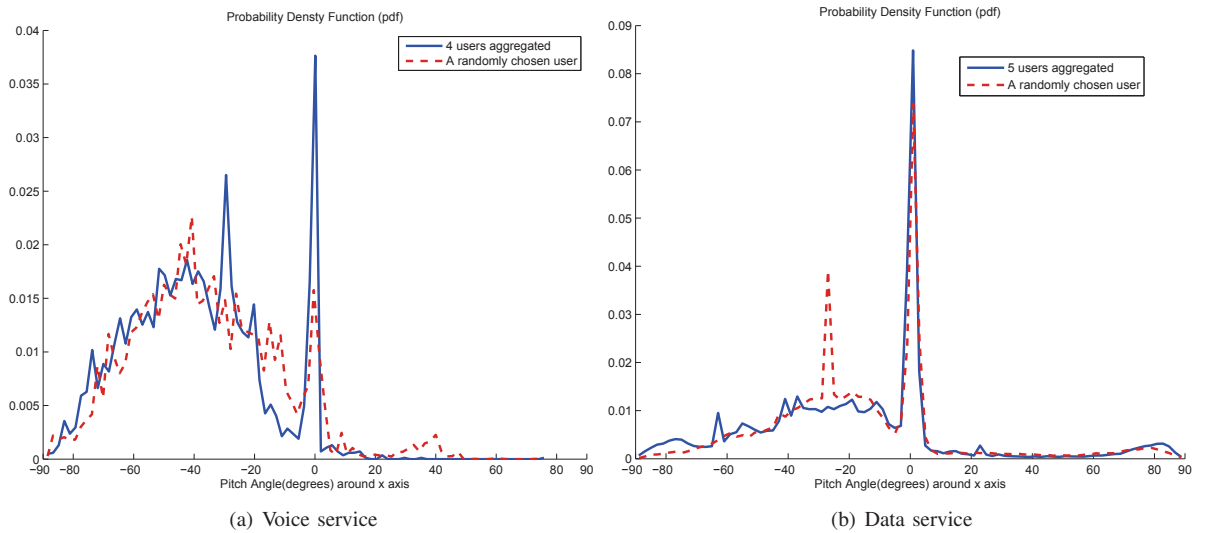 Probability Densty Function (pdf)
0.04
0.035
0.03
0.025
0.02
0.015
0.01
0.005
0
−90 −80 −60 −40 −20 0 20 40 60 80 90
Pitch Angle(degrees) around x axis
4 users aggregated
A randomly chosen user
(a) Voice service
Probability Density Function (pdf)
0.09
0.08
0.07
0.06
0.05
0.04
0.03
0.02
0.01
0
−90 −80 −60 −40 −20 0 20 40 60 80 90
Pitch Angle(degrees) around x axis
5 users aggregated
A randomly chosen user
(b) Data service